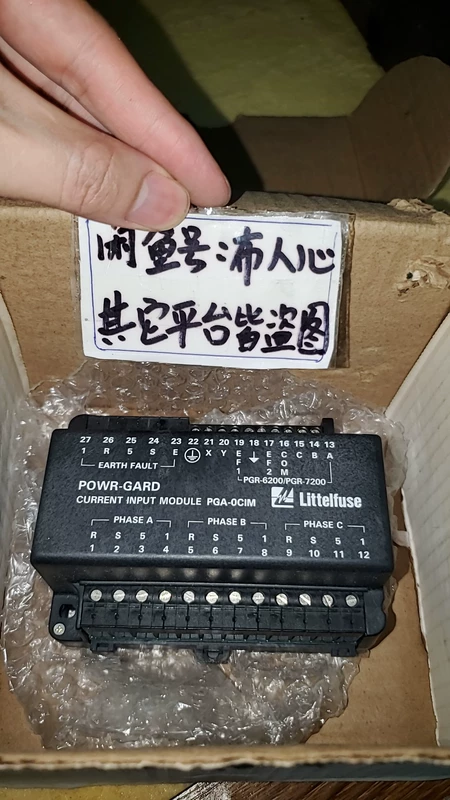 闲鱼号:沛人心
其它平台皆盗图
27 26 25 24 23 22 21 20 19 18 17 16 15 14 13
1 R 5 S E X Y EF1 EF2 COM C B A
EARTH FAULT
PGR-6200/PGR-7200
POWR-GARD
CURRENT INPUT MODULE PGA-0CIM
Littelfuse
PHASE A PHASE B PHASE C
R S 5 1 R S 5 1 R S 5 1
1 2 3 4 5 6 7 8 9 10 11 12